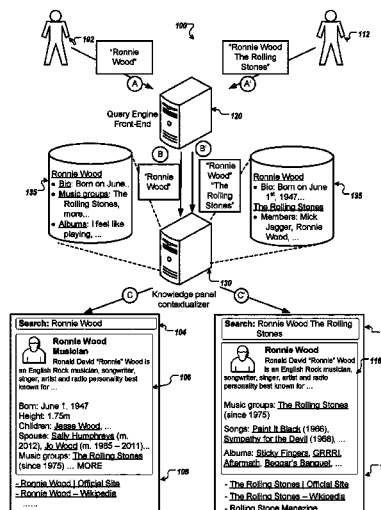 100
102
112
"Ronnie
Wood"
"Ronnie Wood
The Rolling
Stones"
A
A'
Query Engine
Front-End
120
B
B'
135
Ronnie Wood
• Bio: Born on June..
• Music groups: The
Rolling Stones,
more...
• Albums: I feel like
playing, ...
"Ronnie
Wood"
"Ronnie
Wood"
"The
Rolling
Stones"
Ronnie Wood
• Bio: Born on June
1st, 1947...
The Rolling Stones
• Members: Mick
Jagger, Ronnie
Wood, ...
135
130
Knowledge panel
contextualizer
C
C'
Search: Ronnie Wood
104
Ronnie Wood
Musician
Ronald David "Ronnie" Wood is
an English Rock musician, songwriter,
singer, artist and radio personality best
known for ...
106
Born: June 1, 1947
Height: 1.75m
Children: Jesse Wood, ...
Spouse: Sally Humphreys (m.
2012), Jo Wood (m. 1985 – 2011)...
Music groups: The Rolling Stones
(since 1975) ... MORE
108
- Ronnie Wood | Official Site
- Ronnie Wood – Wikipedia
......
Search: Ronnie Wood The Rolling
Stones
Ronnie Wood
Ronald David "Ronnie" Wood
is an English Rock musician,
songwriter, singer, artist and radio
personality best known for ...
116
Music groups: The Rolling Stones
(since 1975)
Songs: Paint It Black (1966),
Sympathy for the Devil (1968), ...
Albums: Sticky Fingers, GRRR!,
Aftermath, Beggar's Banquet, ...
- The Rolling Stones | Official Site
- The Rolling Stones – Wikipedia
- Rolling Stone Magazine